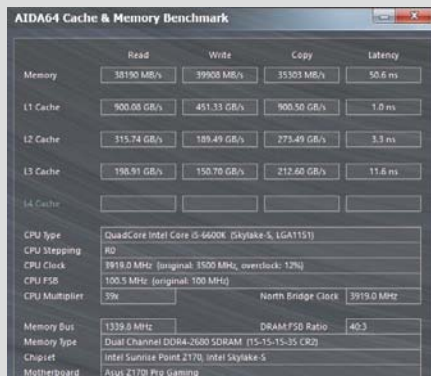 AIDA64 Cache & Memory Benchmark
Read Write Copy Latency
Memory 38190 MB/s 39908 MB/s 35303 MB/s 50.6 ns
L1 Cache 900.08 GB/s 451.33 GB/s 900.50 GB/s 1.0 ns
L2 Cache 315.74 GB/s 189.49 GB/s 273.49 GB/s 3.3 ns
L3 Cache 198.91 GB/s 150.70 GB/s 212.60 GB/s 11.6 ns
L4 Cache
CPU Type QuadCore Intel Core i5-6600K (Skylake-S, LGA1151)
CPU Stepping R0
CPU Clock 3919.0 MHz (original: 3500 MHz, overclock: 12%)
CPU FSB 100.5 MHz (original: 100 MHz)
CPU Multiplier 39x North Bridge Clock 3919.0 MHz
Memory Bus 1339.8 MHz DRAM:FSB Ratio 40:3
Memory Type Dual Channel DDR4-2680 SDRAM (15-15-15-35 CR2)
Chipset Intel Sunrise Point Z170, Intel Skylake-S
Motherboard Asus Z170I Pro Gaming